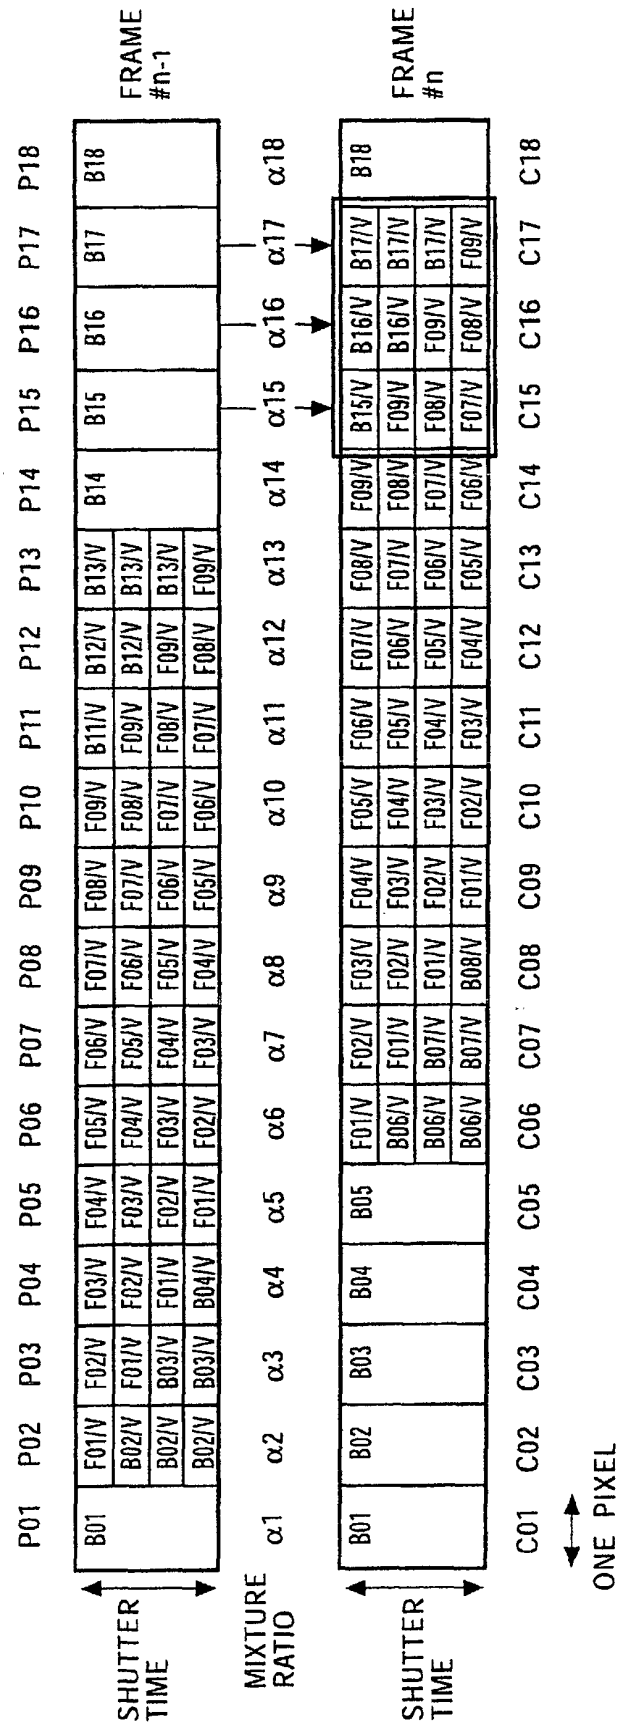 P01 P02 P03 P04 P05 P06 P07 P08 P09 P10 P11 P12 P13 P14 P15 P16 P17 P18
B01 F01/V F02/V F03/V F04/V F05/V F06/V F07/V F08/V F09/V B11/V B12/V B13/V B14 B15 B16 B17 B18
B02/V F01/V F02/V F03/V F04/V F05/V F06/V F07/V F08/V F09/V B12/V B13/V
B02/V B03/V F01/V F02/V F03/V F04/V F05/V F06/V F07/V F08/V F09/V B13/V
B02/V B03/V B04/V F01/V F02/V F03/V F04/V F05/V F06/V F07/V F08/V F09/V
SHUTTER
TIME
FRAME
#n-1
MIXTURE
RATIO
α1 α2 α3 α4 α5 α6 α7 α8 α9 α10 α11 α12 α13 α14 α15 α16 α17 α18
B01 B02 B03 B04 B05 F01/V F02/V F03/V F04/V F05/V F06/V F07/V F08/V F09/V B15/V B16/V B17/V B18
B06/V F01/V F02/V F03/V F04/V F05/V F06/V F07/V F08/V F09/V B16/V B17/V
B06/V B07/V F01/V F02/V F03/V F04/V F05/V F06/V F07/V F08/V F09/V B17/V
B06/V B07/V B08/V F01/V F02/V F03/V F04/V F05/V F06/V F07/V F08/V F09/V
SHUTTER
TIME
FRAME
#n
C01 C02 C03 C04 C05 C06 C07 C08 C09 C10 C11 C12 C13 C14 C15 C16 C17 C18
ONE PIXEL